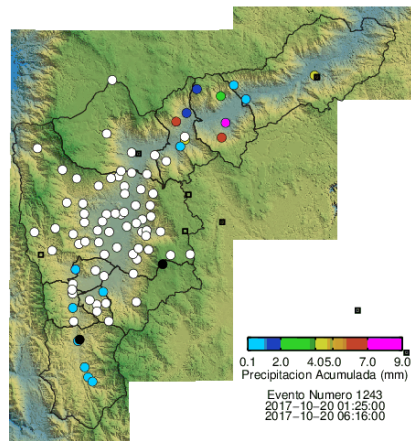 0.1 2.0 4.0 5.0 7.0 9.0
Precipitacion Acumulada (mm)
Evento Numero 1243
2017-10-20 01:25:00
2017-10-20 06:16:00